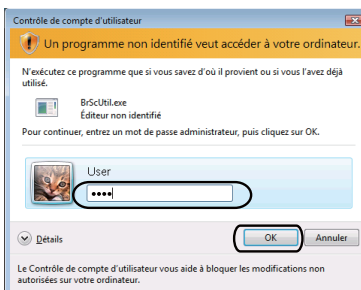 Contrôle de compte d'utilisateur
Un programme non identifié veut accéder à votre ordinateur.
N'exécutez ce programme que si vous savez d'où il provient ou si vous l'avez déjà
utilisé.
BrScUtil.exe
Éditeur non identifié
Pour continuer, entrez un mot de passe administrateur, puis cliquez sur OK.
User
••••
Détails
OK
Annuler
Le Contrôle de compte d'utilisateur vous aide à bloquer les modifications non
autorisées sur votre ordinateur.